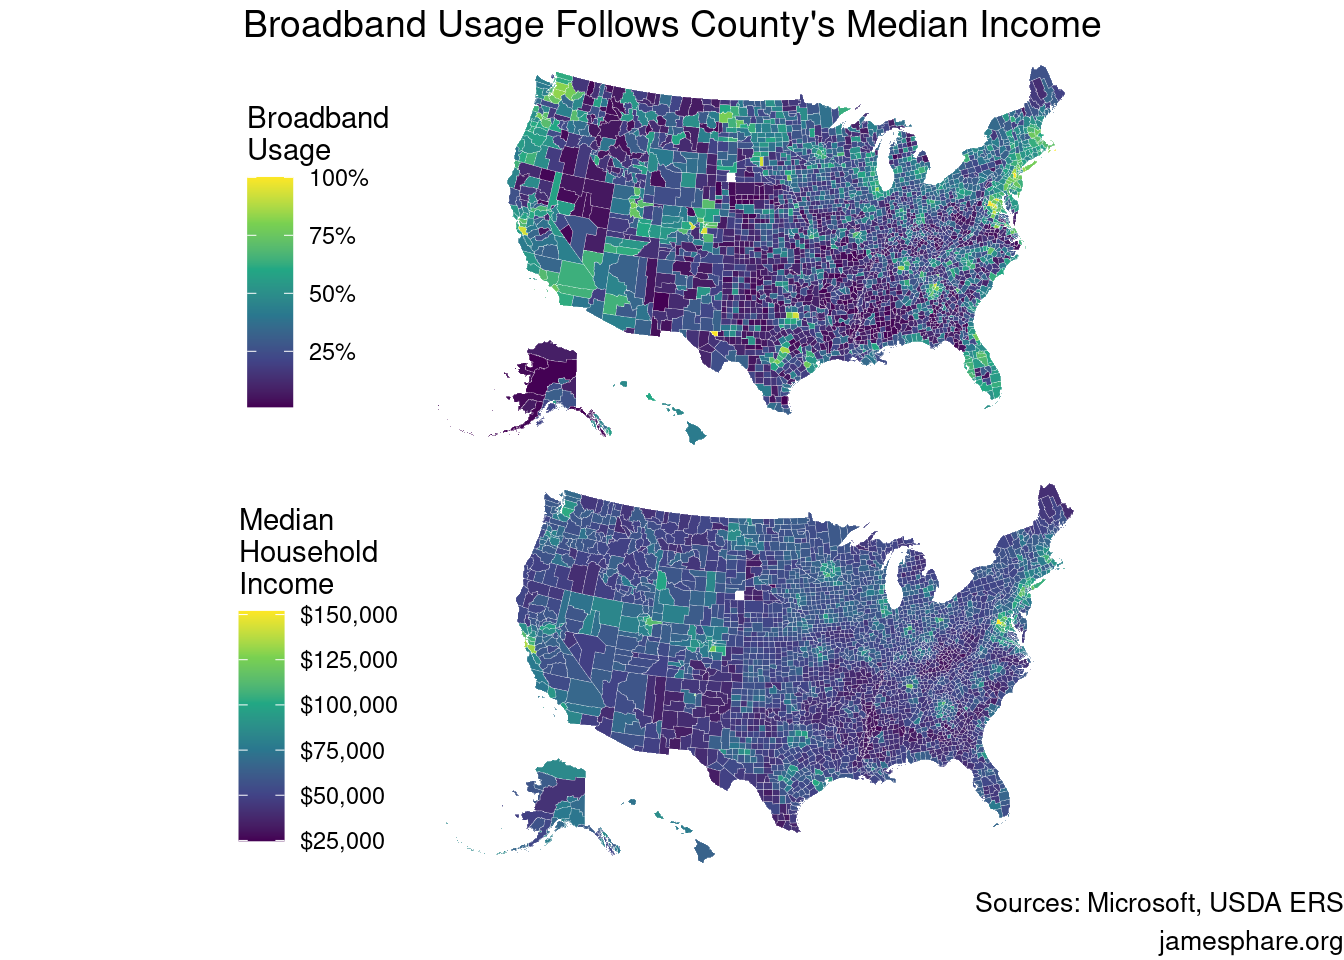 Broadband Usage Follows County's Median Income
Broadband
Usage
100%
75%
50%
25%
Median
Household
Income
$150,000
$125,000
$100,000
$75,000
$50,000
$25,000
Sources: Microsoft, USDA ERS
jamesphare.org